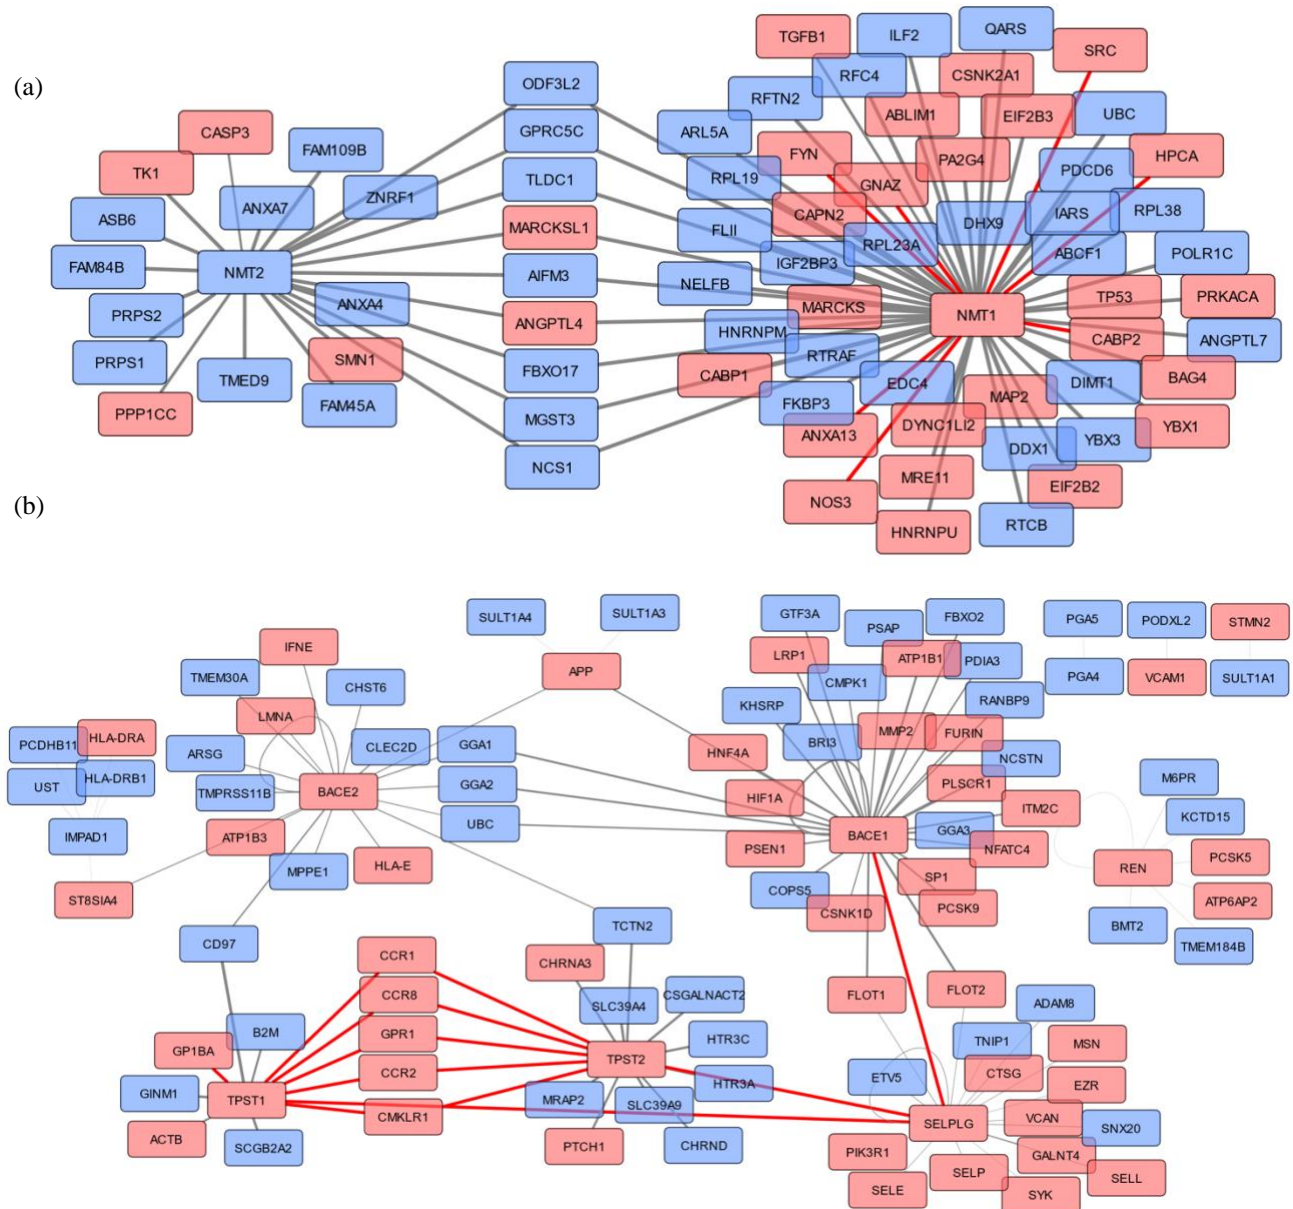 (a)
TGFB1
ILF2
QARS
SRC
ODF3L2
RFC4
CSNK2A1
RFTN2
ABLIM1
EIF2B3
UBC
CASP3
GPRC5C
ARL5A
FAM109B
FYN
PA2G4
HPCA
TK1
TLDC1
RPL19
GNAZ
PDCD6
ZNRF1
ANXA7
ASB6
MARCKSL1
CAPN2
DHX9
IARS
RPL38
FLII
RPL23A
ABCF1
POLR1C
FAM84B
NMT2
AIFM3
IGF2BP3
NELFB
TP53
PRKACA
ANXA4
MARCKS
NMT1
PRPS2
ANGPTL4
HNRNPM
CABP2
ANGPTL7
PRPS1
SMN1
RTRAF
FBXO17
CABP1
EDC4
DIMT1
BAG4
TMED9
MAP2
FKBP3
FAM45A
PPP1CC
MGST3
ANXA13
DYNC1LI2
YBX3
YBX1
DDX1
NCS1
MRE11
EIF2B2
NOS3
RTCB
HNRNPU
(b)
SULT1A4
SULT1A3
GTF3A
PSAP
FBXO2
PGA5
PODXL2
STMN2
IFNE
LRP1
ATP1B1
PDIA3
TMEM30A
CHST6
APP
CMPK1
PGA4
VCAM1
SULT1A1
KHSRP
RANBP9
LMNA
PCDHB11
HLA-DRA
ARSG
CLEC2D
GGA1
BRI3
MMP2
FURIN
HNF4A
NCSTN
UST
HLA-DRB1
TMPRSS11B
BACE2
GGA2
HIF1A
PLSCR1
ITM2C
M6PR
IMPAD1
ATP1B3
UBC
BACE1
GGA3
KCTD15
PSEN1
NFATC4
MPPE1
HLA-E
REN
PCSK5
SP1
ST8SIA4
COPS5
CSNK1D
PCSK9
ATP6AP2
TCTN2
BMT2
CD97
TMEM184B
CCR1
CHRNA3
CCR8
FLOT1
FLOT2
SLC39A4
CSGALNACT2
ADAM8
B2M
GPR1
HTR3C
TNIP1
MSN
GP1BA
TPST2
CCR2
ETV5
CTSG
EZR
GINM1
TPST1
MRAP2
SLC39A9
HTR3A
CMKLR1
SELPLG
VCAN
SNX20
ACTB
SCGB2A2
PTCH1
CHRND
PIK3R1
GALNT4
SELE
SELP
SYK
SELL